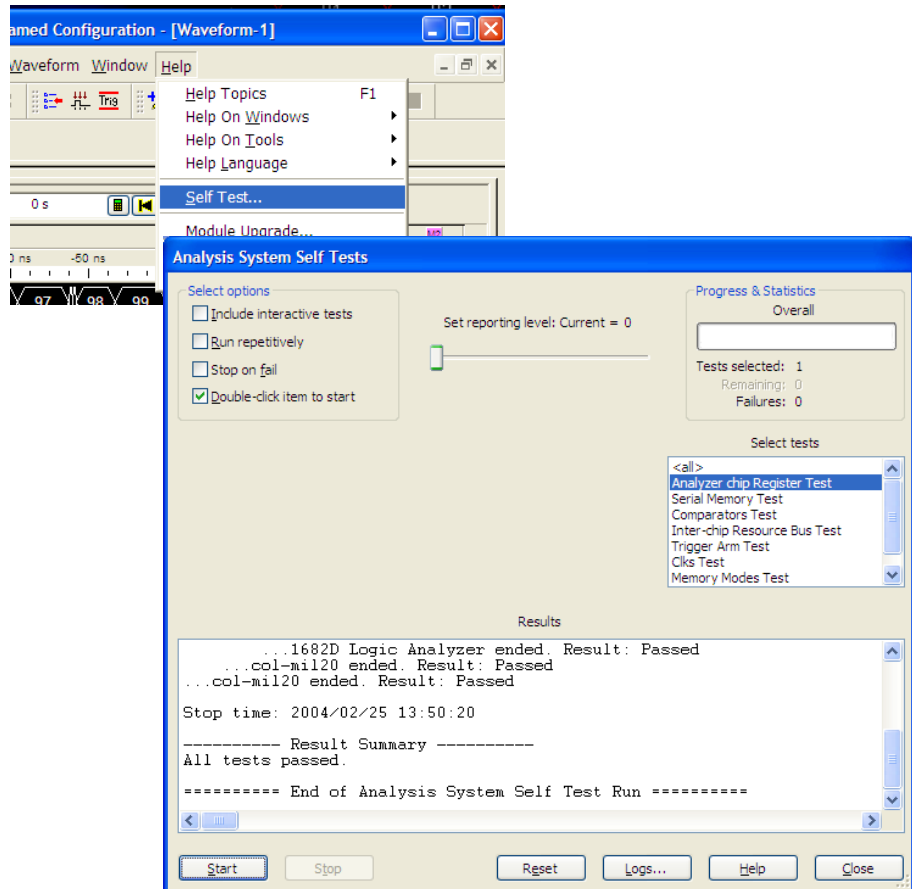 amed Configuration - [Waveform-1]
Waveform Window Help
Trig
Help Topics F1
Help On Windows
Help On Tools
Help Language
Self Test...
Module Upgrade...
0 s
M2
0 ns -50 ns
97 98 99
Analysis System Self Tests
Select options
Include interactive tests
Run repetitively
Stop on fail
Double-click item to start
Set reporting level: Current = 0
Progress & Statistics
Overall
Tests selected: 1
Remaining: 0
Failures: 0
Select tests
<all>
Analyzer chip Register Test
Serial Memory Test
Comparators Test
Inter-chip Resource Bus Test
Trigger Arm Test
Clks Test
Memory Modes Test
Results
...1682D Logic Analyzer ended. Result: Passed
...col-mil20 ended. Result: Passed
...col-mil20 ended. Result: Passed
Stop time: 2004/02/25 13:50:20
---------- Result Summary ----------
All tests passed.
========== End of Analysis System Self Test Run ==========
Start Stop Reset Logs... Help Close